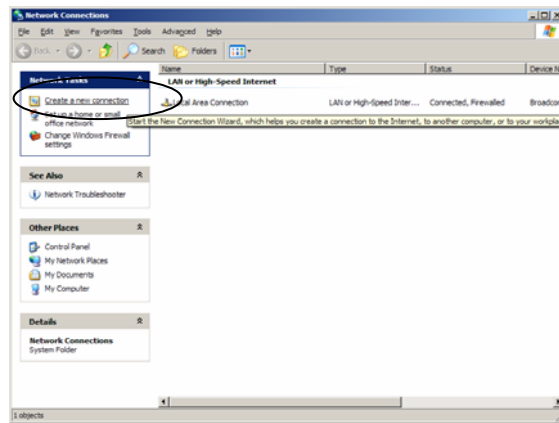 Network Connections
File Edit View Favorites Tools Advanced Help
Back Search Folders
Name Type Status Device N
LAN or High-Speed Internet
Local Area Connection LAN or High-Speed Inter... Connected, Firewalled Broadcor
Network Tasks
Create a new connection
Set up a home or small
office network
Change Windows Firewall
settings
Start the New Connection Wizard, which helps you create a connection to the Internet, to another computer, or to your workpla
See Also
Network Troubleshooter
Other Places
Control Panel
My Network Places
My Documents
My Computer
Details
Network Connections
System Folder
1 objects